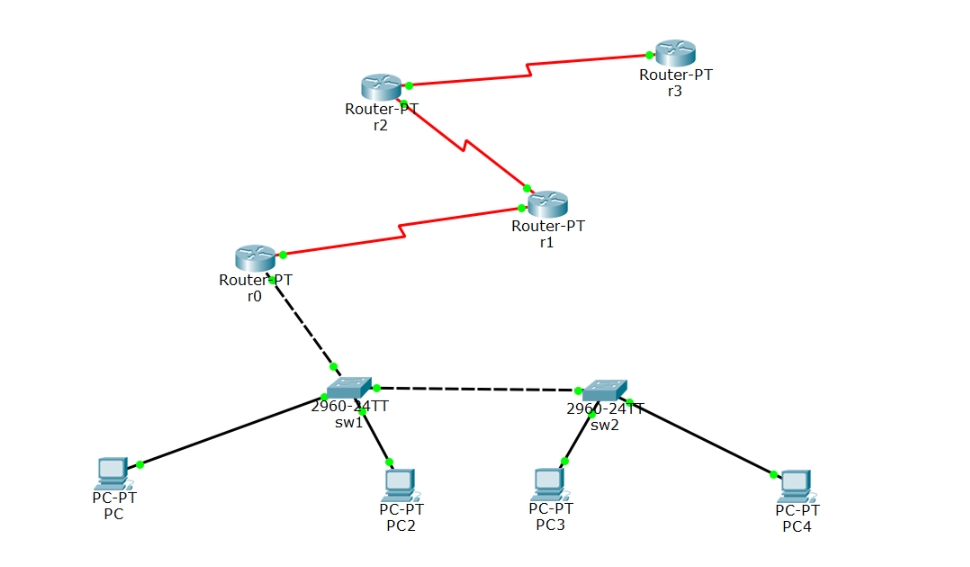 Router-PT
r3
Router-PT
r2
Router-PT
r1
Router-PT
r0
2960-24TT
sw1
2960-24TT
sw2
PC-PT
PC
PC-PT
PC2
PC-PT
PC3
PC-PT
PC4